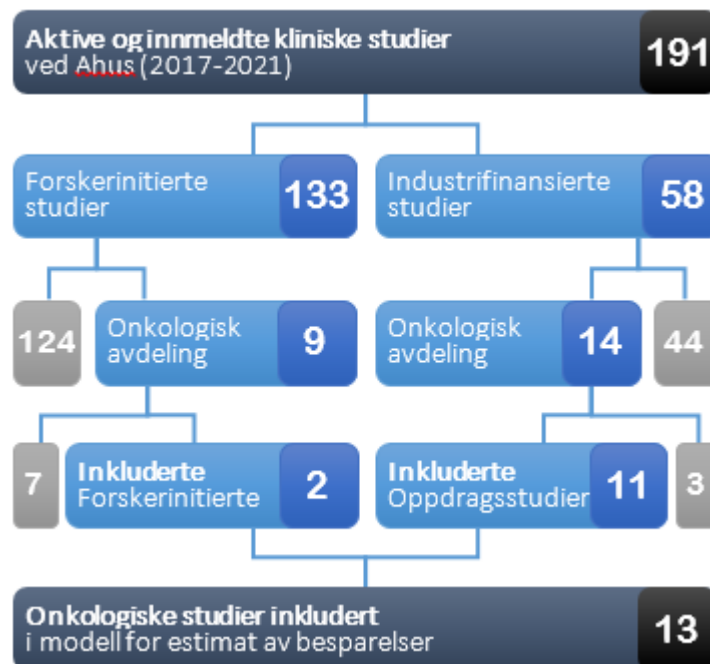 Aktive og innmeldte kliniske studier
ved Ahus (2017-2021)
191
Forskerinitierte
studier
133
Industrifinansierte
studier
58
124
Onkologisk
avdeling
9
Onkologisk
avdeling
14
44
7
Inkluderte
Forskerinitierte
2
Inkluderte
Oppdragsstudier
11
3
Onkologiske studier inkludert
i modell for estimat av besparelser
13